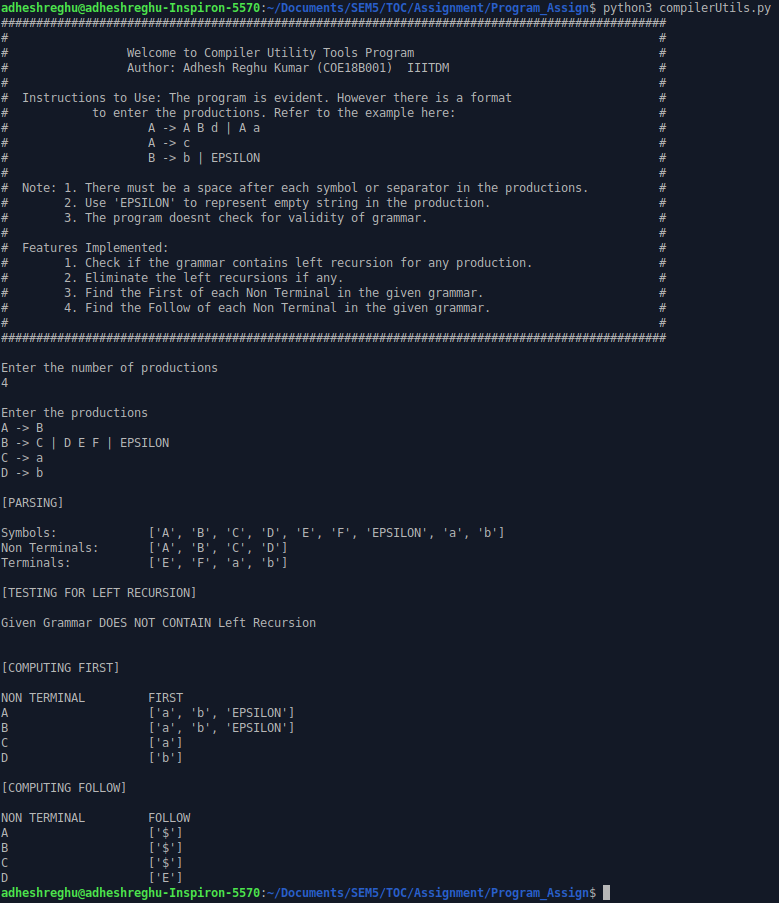 adheshreghu@adheshreghu-Inspiron-5570:~/Documents/SEM5/TOC/Assignment/Program_Assign$ python3 compilerUtils.py
###############################################################################################
#                                                                                             #
#                 Welcome to Compiler Utility Tools Program                                   #
#                 Author: Adhesh Reghu Kumar (COE18B001)  IIITDM                              #
#                                                                                             #
#  Instructions to Use: The program is evident. However there is a format                     #
#            to enter the productions. Refer to the example here:                             #
#                    A -> A B d | A a                                                         #
#                    A -> c                                                                   #
#                    B -> b | EPSILON                                                         #
#                                                                                             #
#  Note: 1. There must be a space after each symbol or separator in the productions.          #
#        2. Use 'EPSILON' to represent empty string in the production.                        #
#        3. The program doesnt check for validity of grammar.                                 #
#                                                                                             #
#  Features Implemented:                                                                      #
#        1. Check if the grammar contains left recursion for any production.                  #
#        2. Eliminate the left recursions if any.                                             #
#        3. Find the First of each Non Terminal in the given grammar.                         #
#        4. Find the Follow of each Non Terminal in the given grammar.                        #
#                                                                                             #
###############################################################################################
Enter the number of productions
4
Enter the productions
A -> B
B -> C | D E F | EPSILON
C -> a
D -> b
[PARSING]
Symbols:             ['A', 'B', 'C', 'D', 'E', 'F', 'EPSILON', 'a', 'b']
Non Terminals:       ['A', 'B', 'C', 'D']
Terminals:           ['E', 'F', 'a', 'b']
[TESTING FOR LEFT RECURSION]
Given Grammar DOES NOT CONTAIN Left Recursion
[COMPUTING FIRST]
NON TERMINAL         FIRST
A                    ['a', 'b', 'EPSILON']
B                    ['a', 'b', 'EPSILON']
C                    ['a']
D                    ['b']
[COMPUTING FOLLOW]
NON TERMINAL         FOLLOW
A                    ['$']
B                    ['$']
C                    ['$']
D                    ['E']
adheshreghu@adheshreghu-Inspiron-5570:~/Documents/SEM5/TOC/Assignment/Program_Assign$